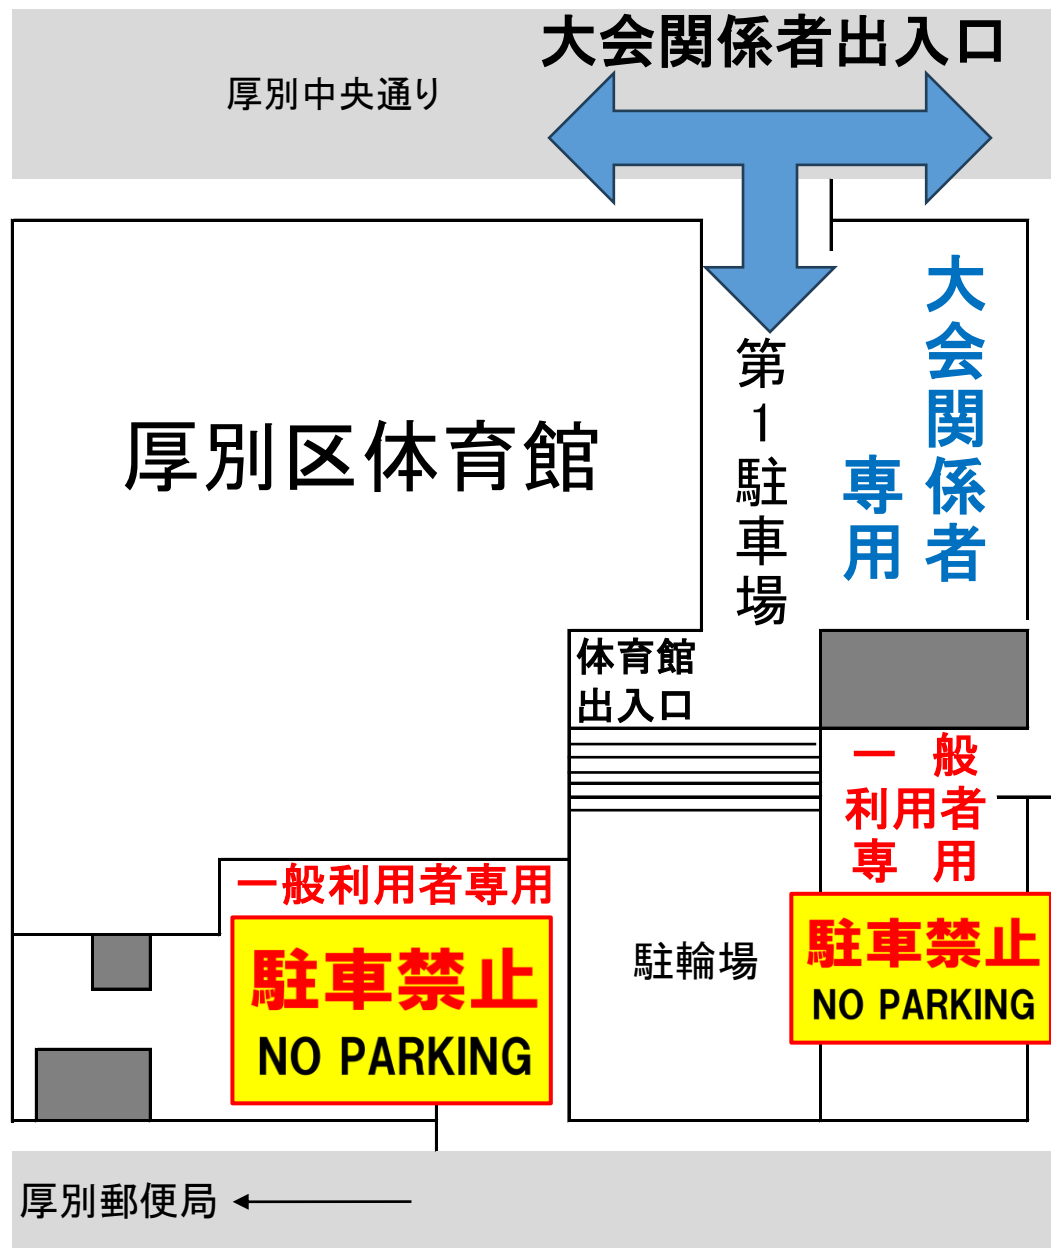 大会関係者出入口
厚別中央通り
厚別区体育館
第1駐車場
大会関係者
専用
体育館
出入口
一般
利用者
専用
一般利用者専用
駐車禁止
NO PARKING
駐輪場
駐車禁止
NO PARKING
厚別郵便局